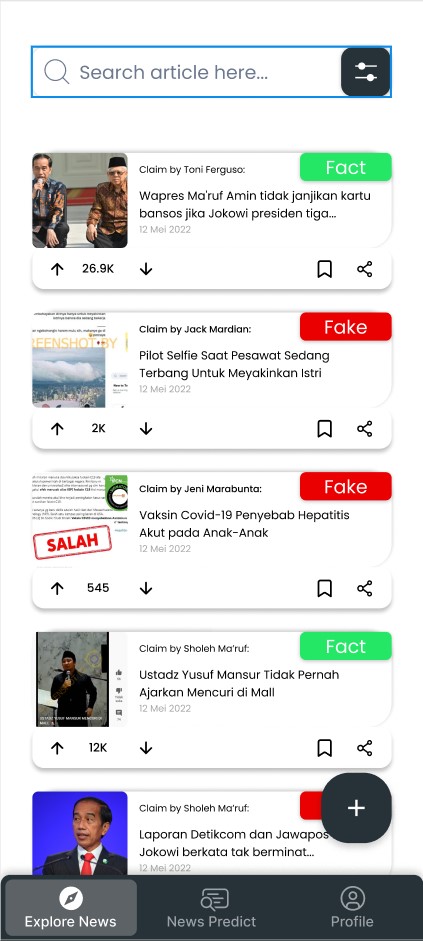 Search article here...
Claim by Toni Ferguso:
Fact
Wapres Ma'ruf Amin tidak janjikan kartu
bansos jika Jokowi presiden tiga...
12 Mei 2022
26.9K
REENSHOT BY
Claim by Jack Mardian:
Fake
Pilot Selfie Saat Pesawat Sedang
Terbang Untuk Meyakinkan Istri
12 Mei 2022
2K
SALAH
Claim by Jeni Marabunta:
Fake
Vaksin Covid-19 Penyebab Hepatitis
Akut pada Anak-Anak
12 Mei 2022
545
Claim by Sholeh Ma'ruf:
Fact
Ustadz Yusuf Mansur Tidak Pernah
Ajarkan Mencuri di Mall
12 Mei 2022
12K
Claim by Sholeh Ma'ruf:
Laporan Detikcom dan Jawapos
Jokowi berkata tak berminat...
12 Mei 2022
+
Explore News
News Predict
Profile